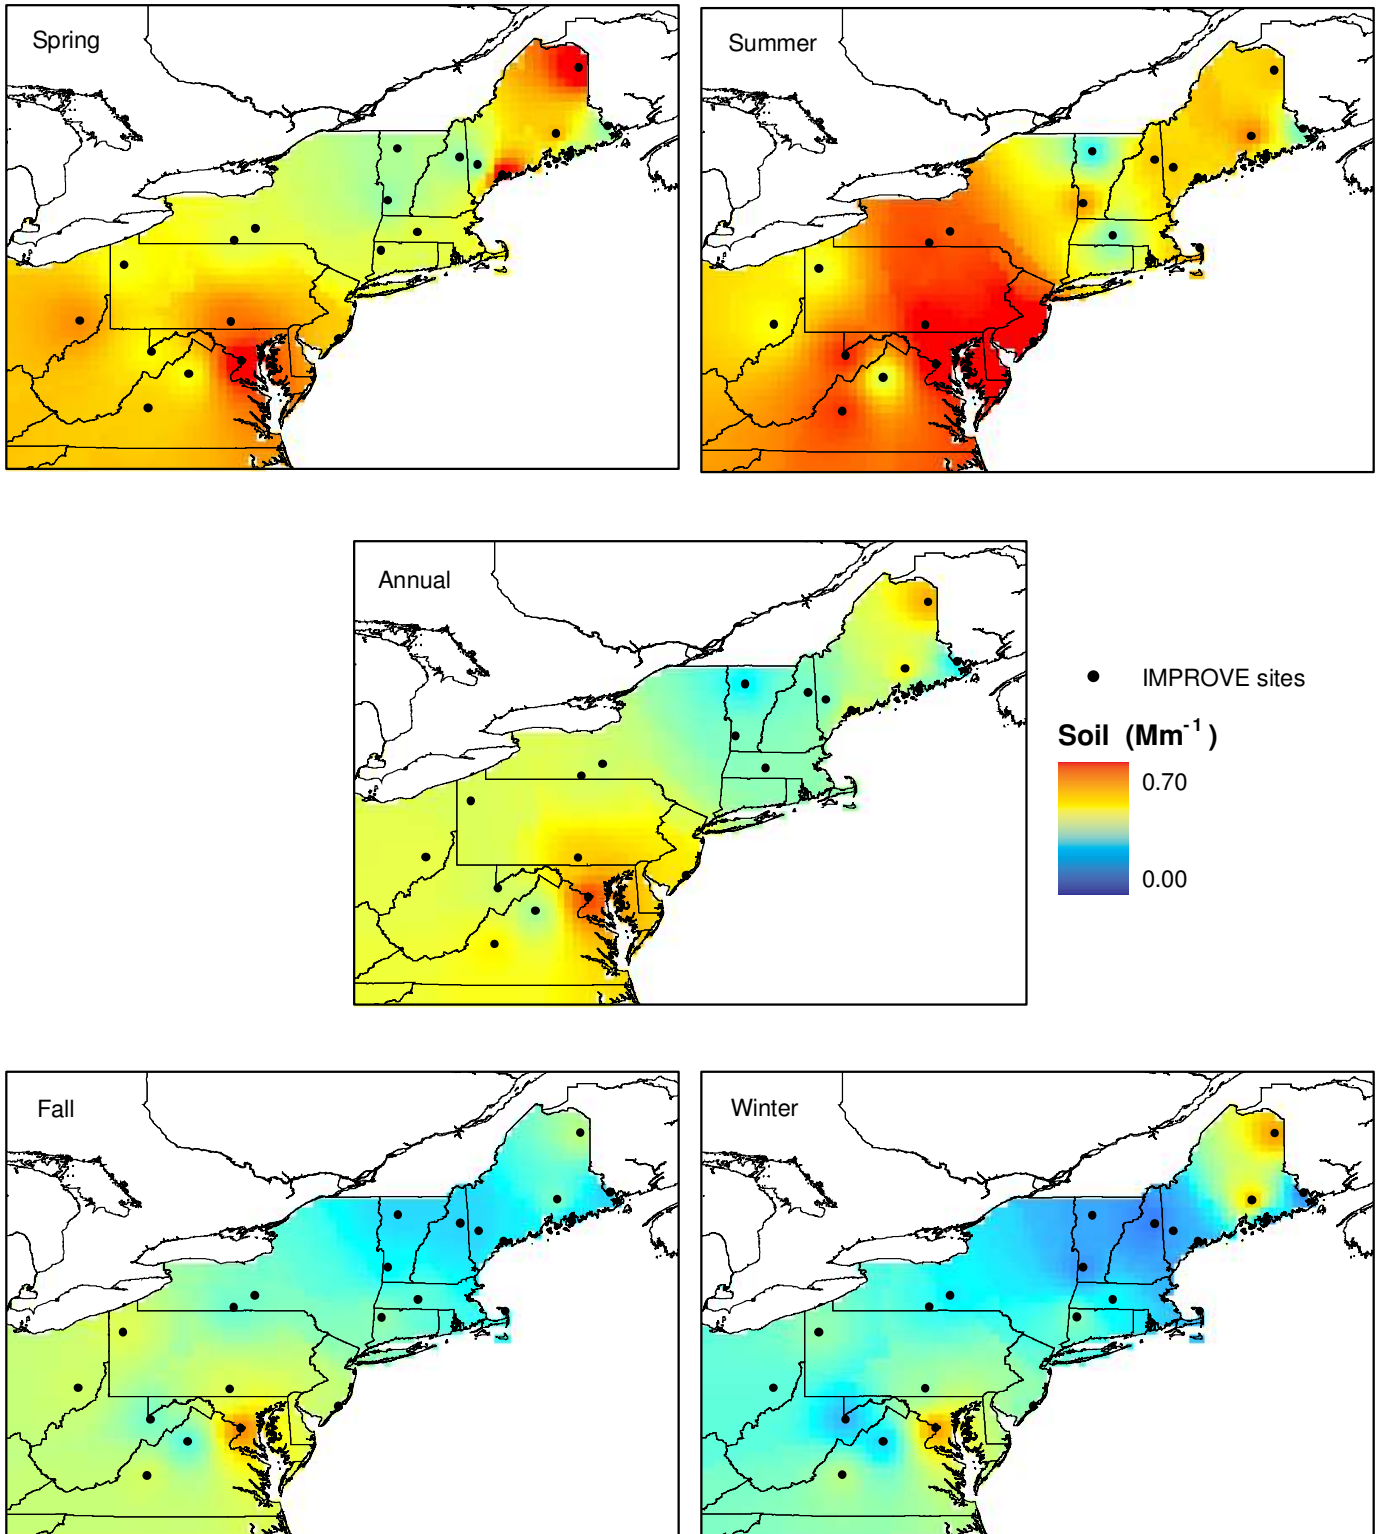 Spring
Summer
Annual
IMPROVE sites
Soil (Mm⁻¹)
0.70
0.00
Fall
Winter